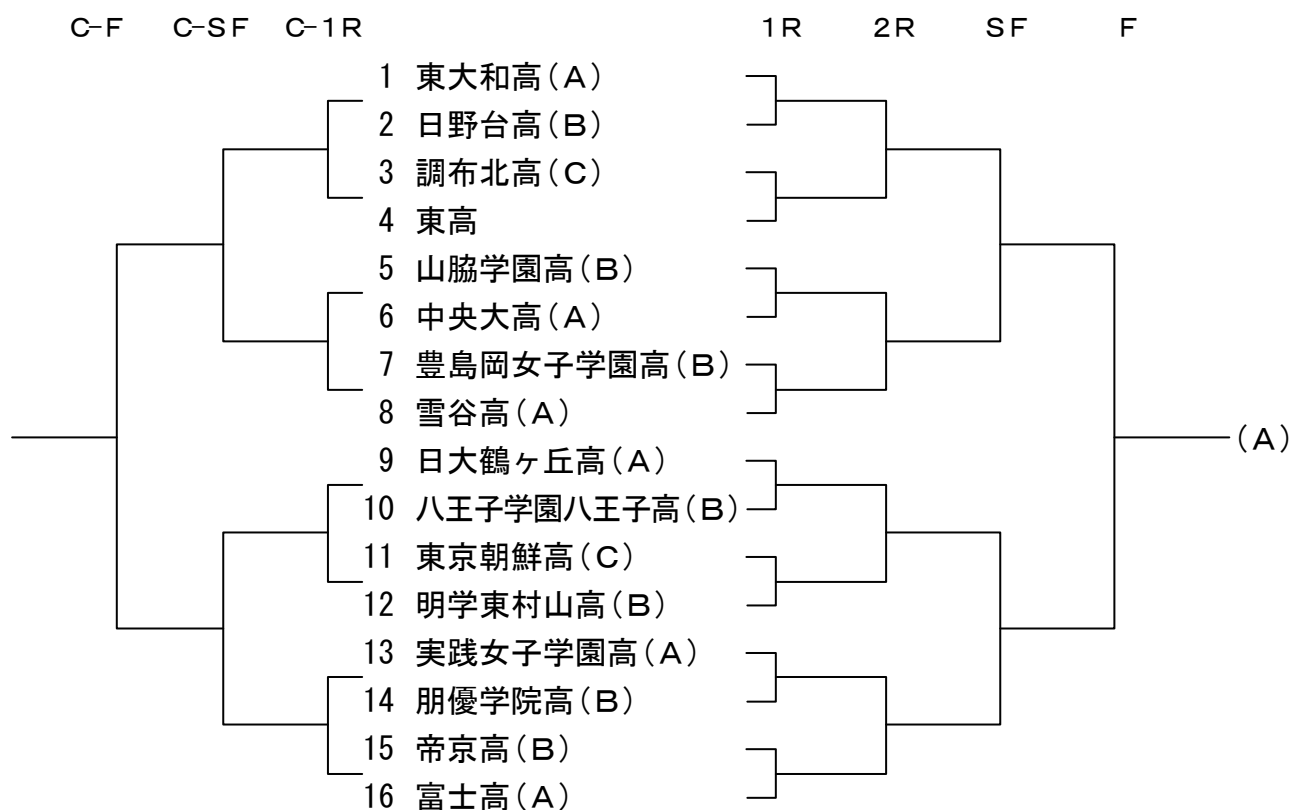 C-F C-SF C-1R 1R 2R SF F
1 東大和高(A)
2 日野台高(B)
3 調布北高(C)
4 東高
5 山脇学園高(B)
6 中央大高(A)
7 豊島岡女子学園高(B)
8 雪谷高(A)
(A)
9 日大鶴ヶ丘高(A)
10 八王子学園八王子高(B)
11 東京朝鮮高(C)
12 明学東村山高(B)
13 実践女子学園高(A)
14 朋優学院高(B)
15 帝京高(B)
16 富士高(A)